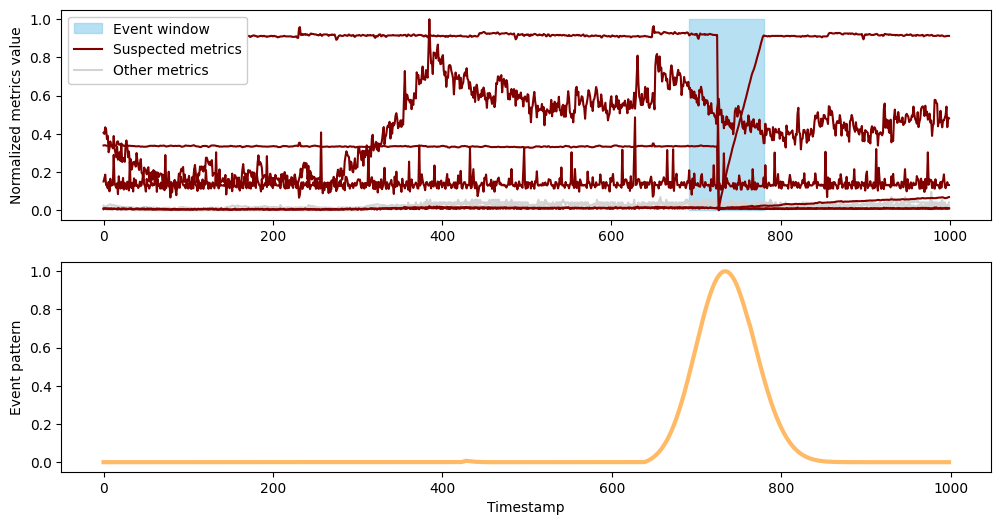 Normalized metrics value
1.0
0.8
0.6
0.4
0.2
0.0
Event window
Suspected metrics
Other metrics
0 200 400 600 800 1000
Event pattern
1.0
0.8
0.6
0.4
0.2
0.0
0 200 400 600 800 1000
Timestamp